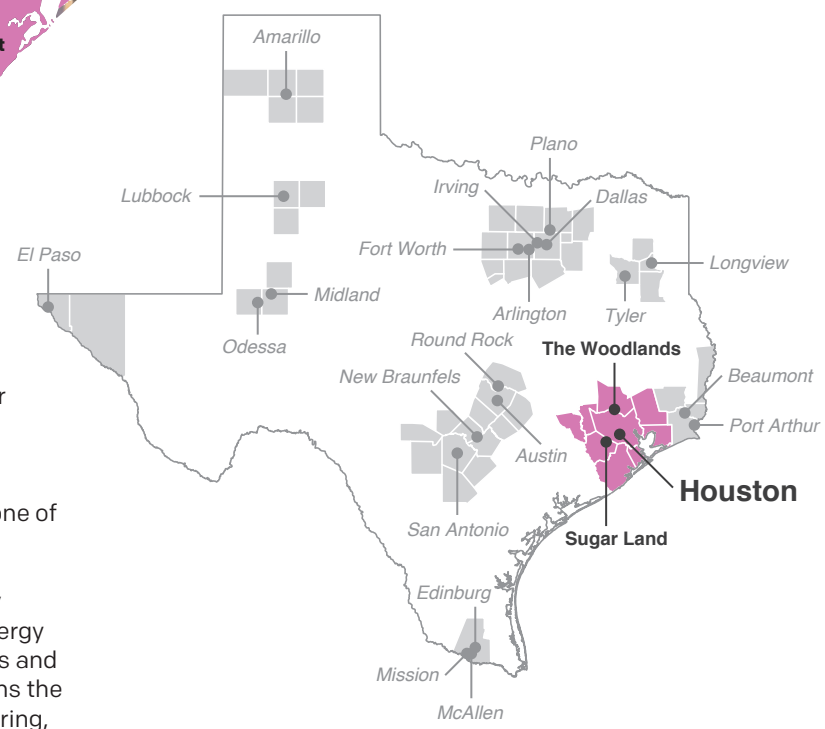 t
Amarillo
Plano
Irving
Dallas
Lubbock
Fort Worth
El Paso
Longview
Midland
Arlington
Tyler
Odessa
Round Rock
The Woodlands
New Braunfels
Beaumont
r
Port Arthur
Austin
Houston
one of
San Antonio
Sugar Land
Edinburg
ergy
s and
Mission
ns the
McAllen
ring,